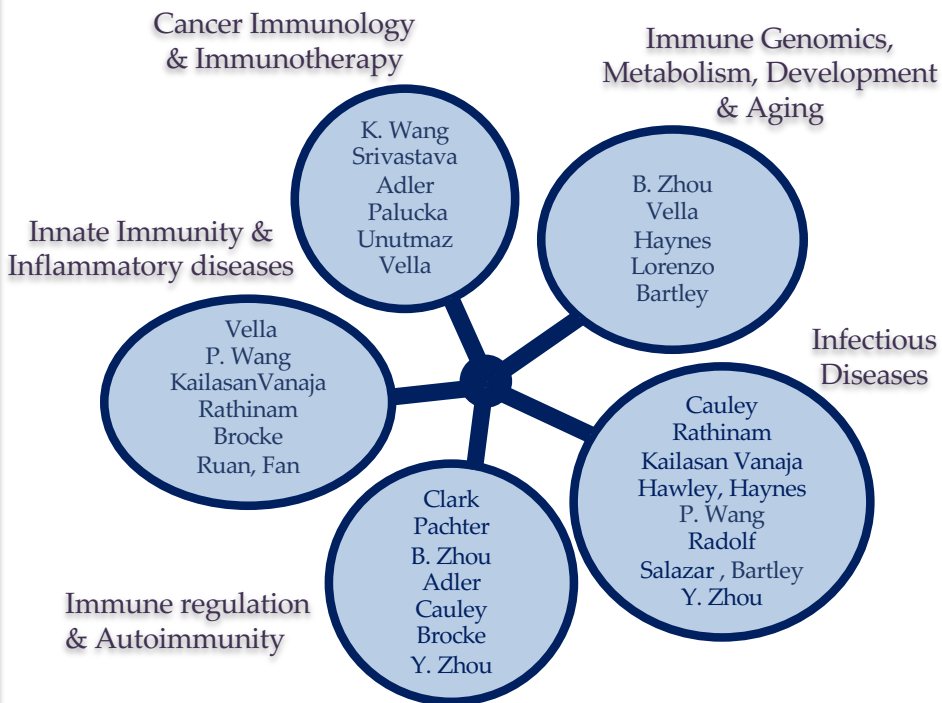 Cancer Immunology
& Immunotherapy
K. Wang
Srivastava
Adler
Palucka
Unutmaz
Vella
Immune Genomics,
Metabolism, Development
& Aging
B. Zhou
Vella
Haynes
Lorenzo
Bartley
Innate Immunity &
Inflammatory diseases
Vella
P. Wang
KailasanVanaja
Rathinam
Brocke
Ruan, Fan
Infectious
Diseases
Cauley
Rathinam
Kailasan Vanaja
Hawley, Haynes
P. Wang
Radolf
Salazar , Bartley
Y. Zhou
Immune regulation
& Autoimmunity
Clark
Pachter
B. Zhou
Adler
Cauley
Brocke
Y. Zhou